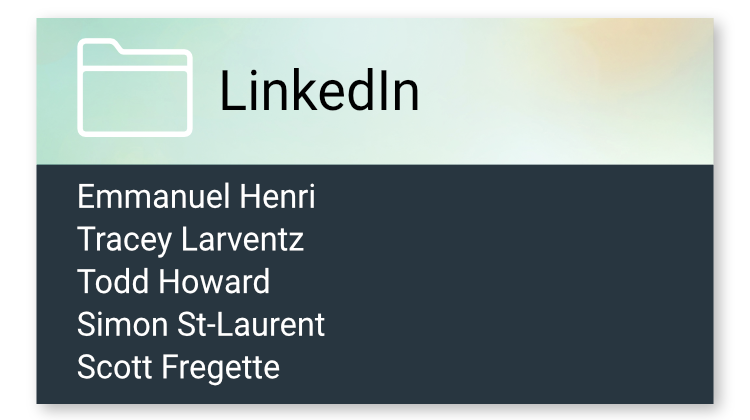 LinkedIn
Emmanuel Henri
Tracey Larventz
Todd Howard
Simon St-Laurent
Scott Fregette